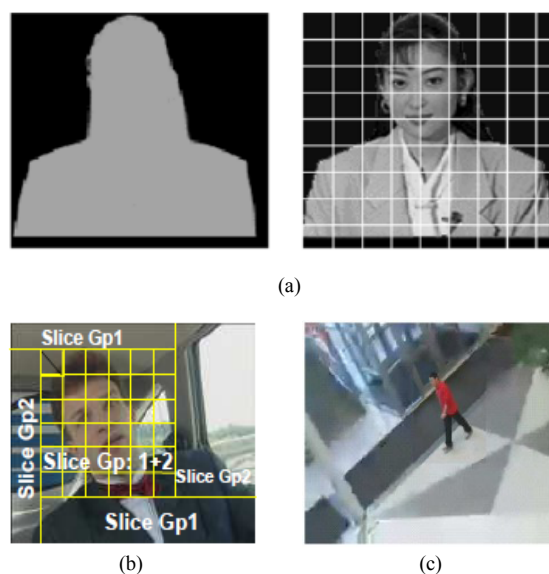 (a)
Slice Gp1
Slice Gp2
Slice Gp: 1+2
Slice Gp2
Slice Gp1
(b)
(c)